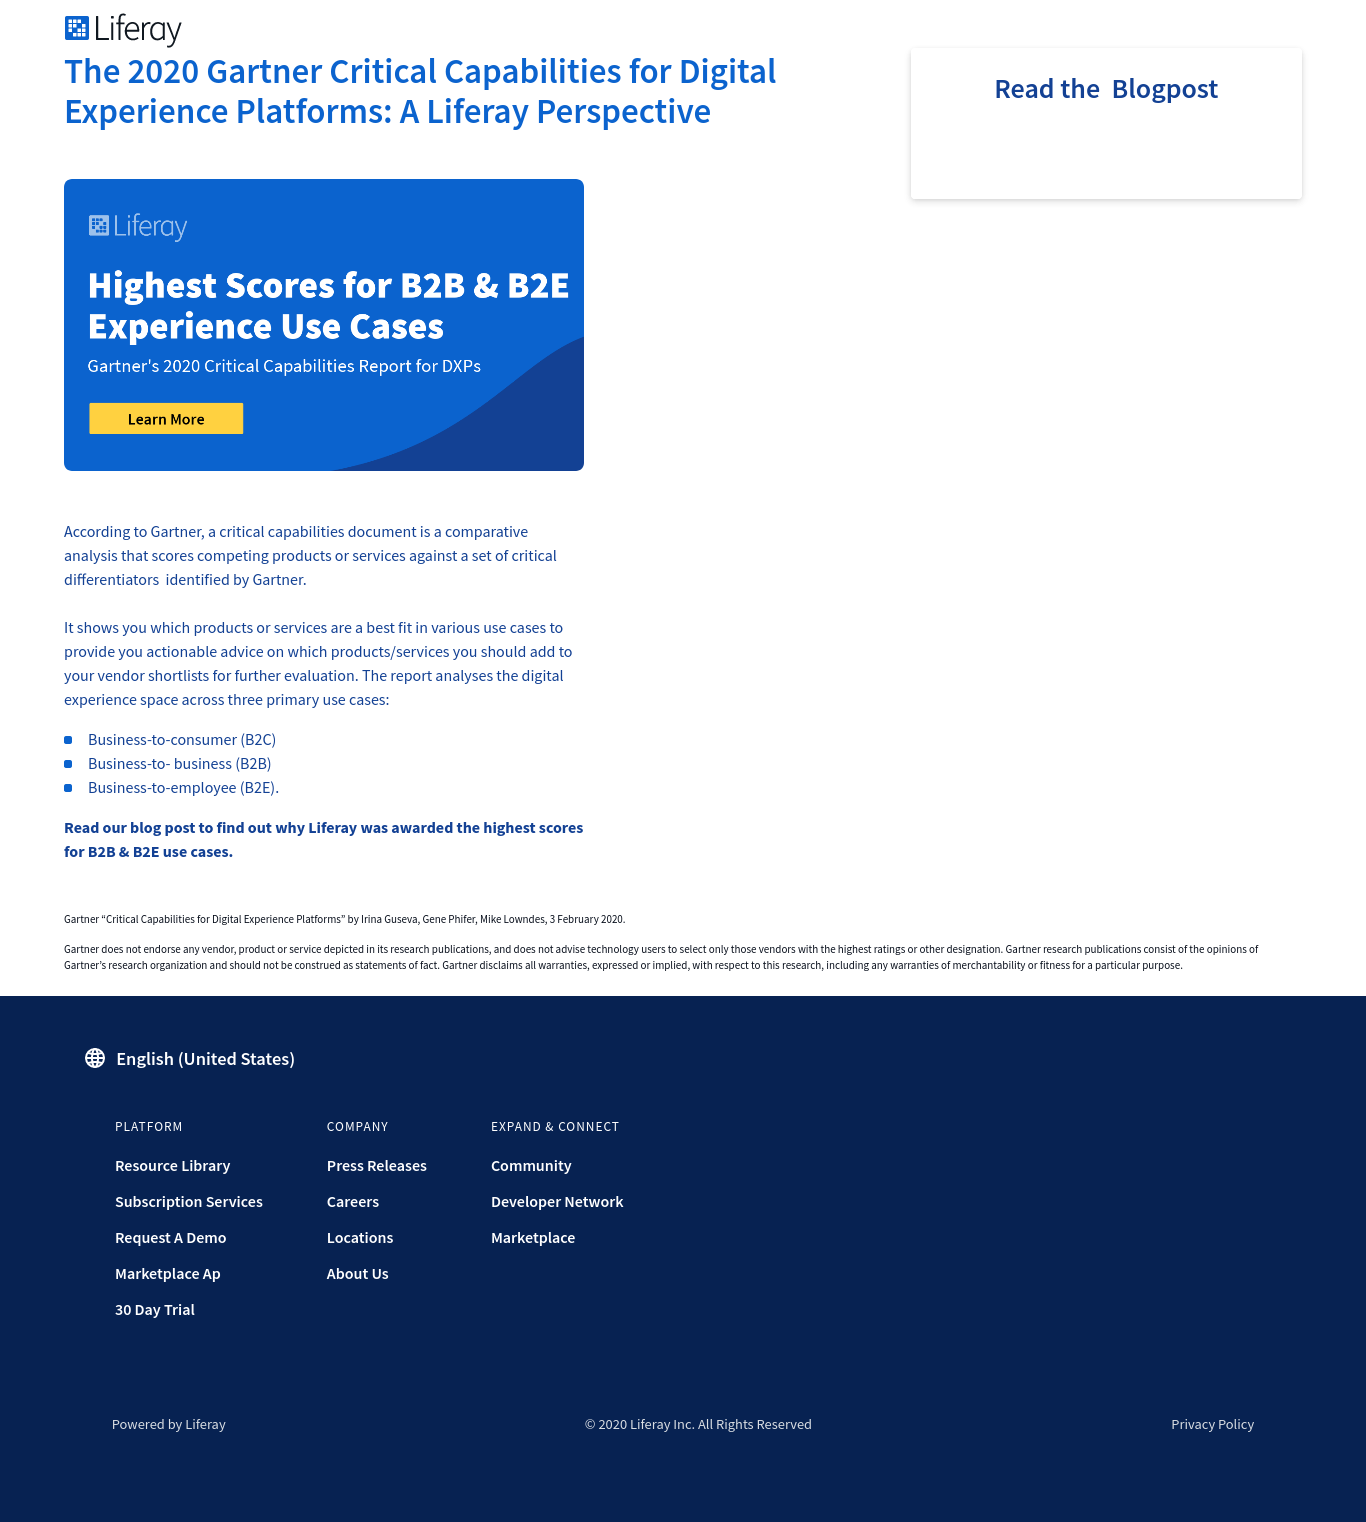 Liferay
The 2020 Gartner Critical Capabilities for Digital
Experience Platforms: A Liferay Perspective
Read the  Blogpost
Liferay
Highest Scores for B2B & B2E
Experience Use Cases
Gartner's 2020 Critical Capabilities Report for DXPs
Learn More
According to Gartner, a critical capabilities document is a comparative
analysis that scores competing products or services against a set of critical
differentiators  identified by Gartner.
It shows you which products or services are a best fit in various use cases to
provide you actionable advice on which products/services you should add to
your vendor shortlists for further evaluation. The report analyses the digital
experience space across three primary use cases:
Business-to-consumer (B2C)
Business-to- business (B2B)
Business-to-employee (B2E).
Read our blog post to find out why Liferay was awarded the highest scores
for B2B & B2E use cases.
Gartner “Critical Capabilities for Digital Experience Platforms” by Irina Guseva, Gene Phifer, Mike Lowndes, 3 February 2020.
Gartner does not endorse any vendor, product or service depicted in its research publications, and does not advise technology users to select only those vendors with the highest ratings or other designation. Gartner research publications consist of the opinions of
Gartner’s research organization and should not be construed as statements of fact. Gartner disclaims all warranties, expressed or implied, with respect to this research, including any warranties of merchantability or fitness for a particular purpose.
English (United States)
PLATFORM
Resource Library
Subscription Services
Request A Demo
Marketplace Ap
30 Day Trial
COMPANY
Press Releases
Careers
Locations
About Us
EXPAND & CONNECT
Community
Developer Network
Marketplace
Powered by Liferay
© 2020 Liferay Inc. All Rights Reserved
Privacy Policy